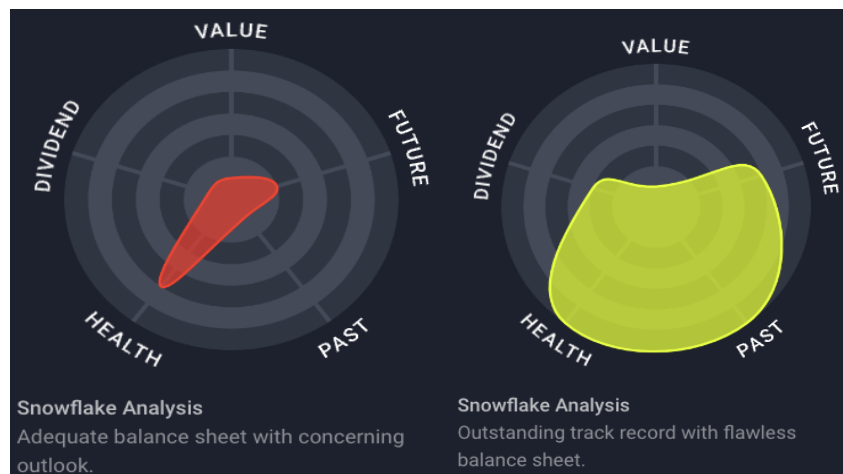 VALUE
FUTURE
PAST
HEALTH
DIVIDEND
Snowflake Analysis
Adequate balance sheet with concerning
outlook.
VALUE
FUTURE
PAST
HEALTH
DIVIDEND
Snowflake Analysis
Outstanding track record with flawless
balance sheet.